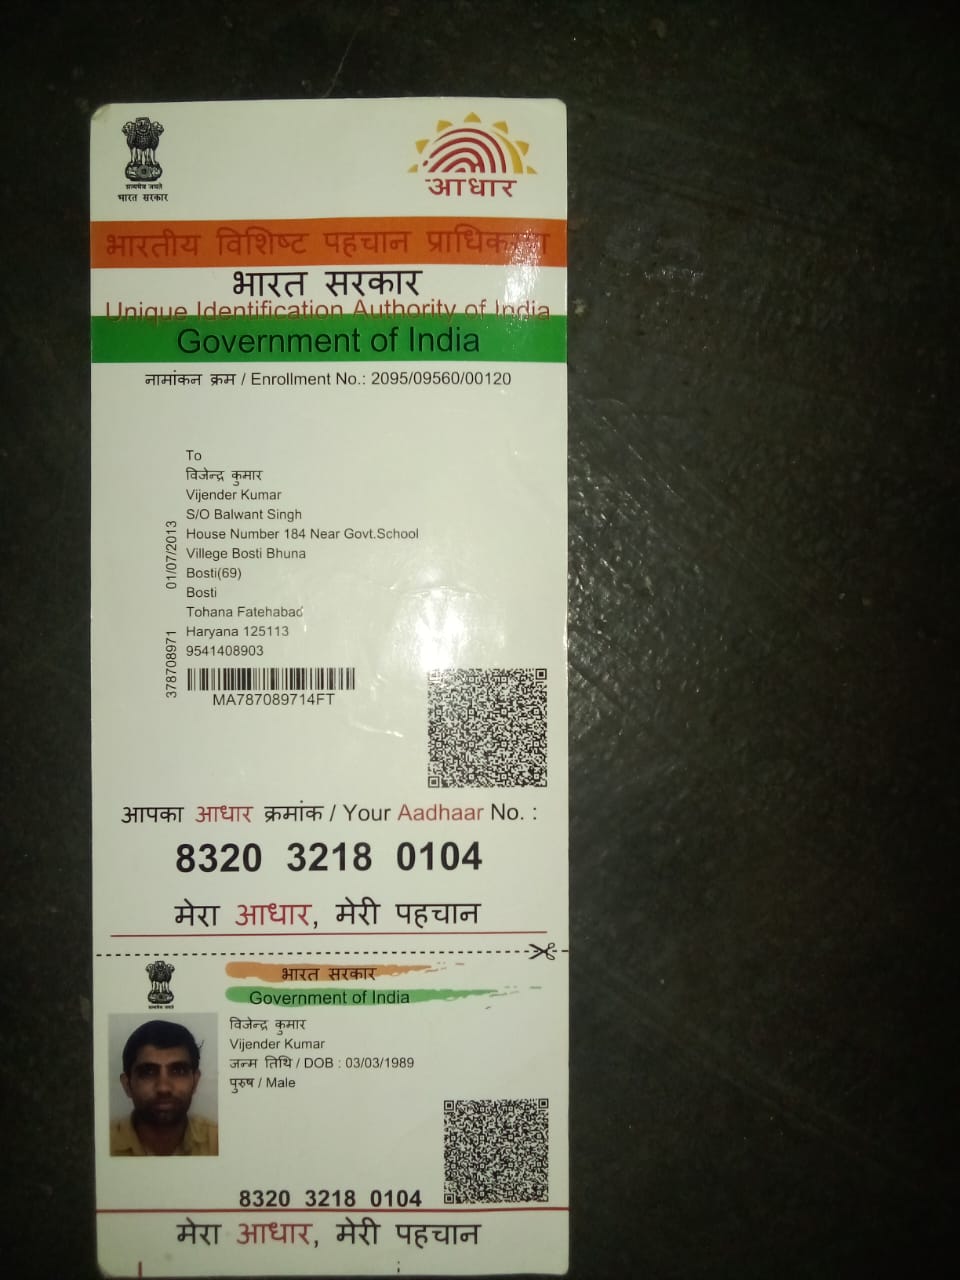 सत्यमेव जयते
भारत सरकार
आधार
भारतीय विशिष्ट पहचान
भारत सरकार
Unique Identification Authority of India
Government of India
नामांकन क्रम / Enrollment No.: 2095/09560/00120
To
विजेन्द्र कुमार
Vijender Kumar
S/O Balwant Singh
House Number 184 Near Govt.School
Villege Bosti Bhuna
Bosti(69)
Bosti
Tohana Fatehabad
Haryana 125113
9541408903
378708971 01/07/2013
MA787089714FT
आपका आधार क्रमांक / Your Aadhaar No. :
8320 3218 0104
मेरा आधार, मेरी पहचान
भारत सरकार
Government of India
विजेन्द्र कुमार
Vijender Kumar
जन्म तिथि / DOB : 03/03/1989
पुरुष / Male
8320 3218 0104
मेरा आधार, मेरी पहचान